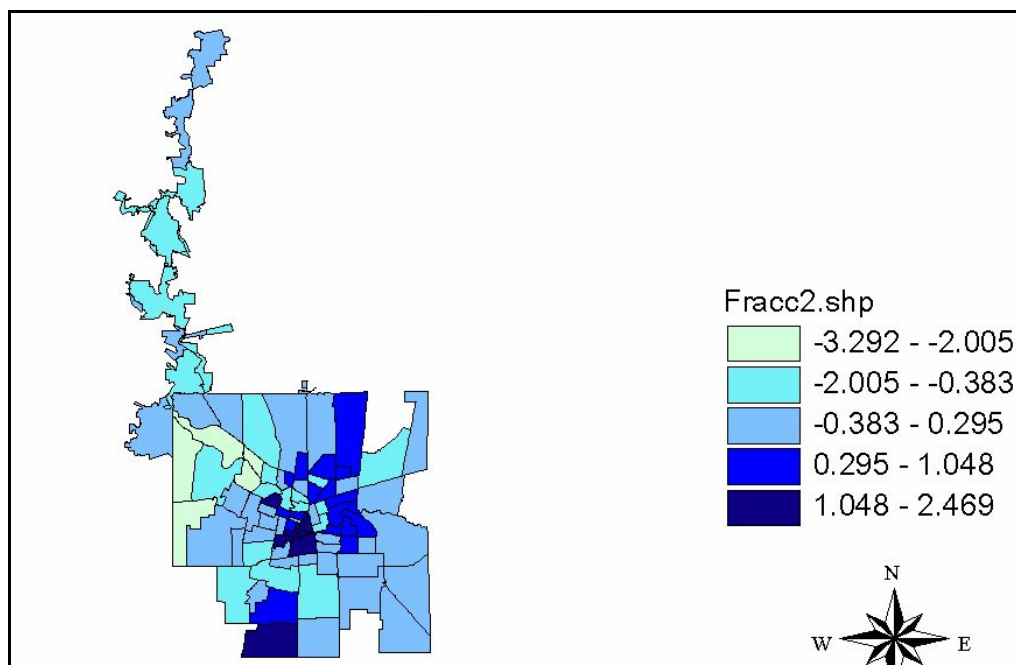 Fracc2.shp
-3.292 - -2.005
-2.005 - -0.383
-0.383 - 0.295
0.295 - 1.048
1.048 - 2.469
N
W E